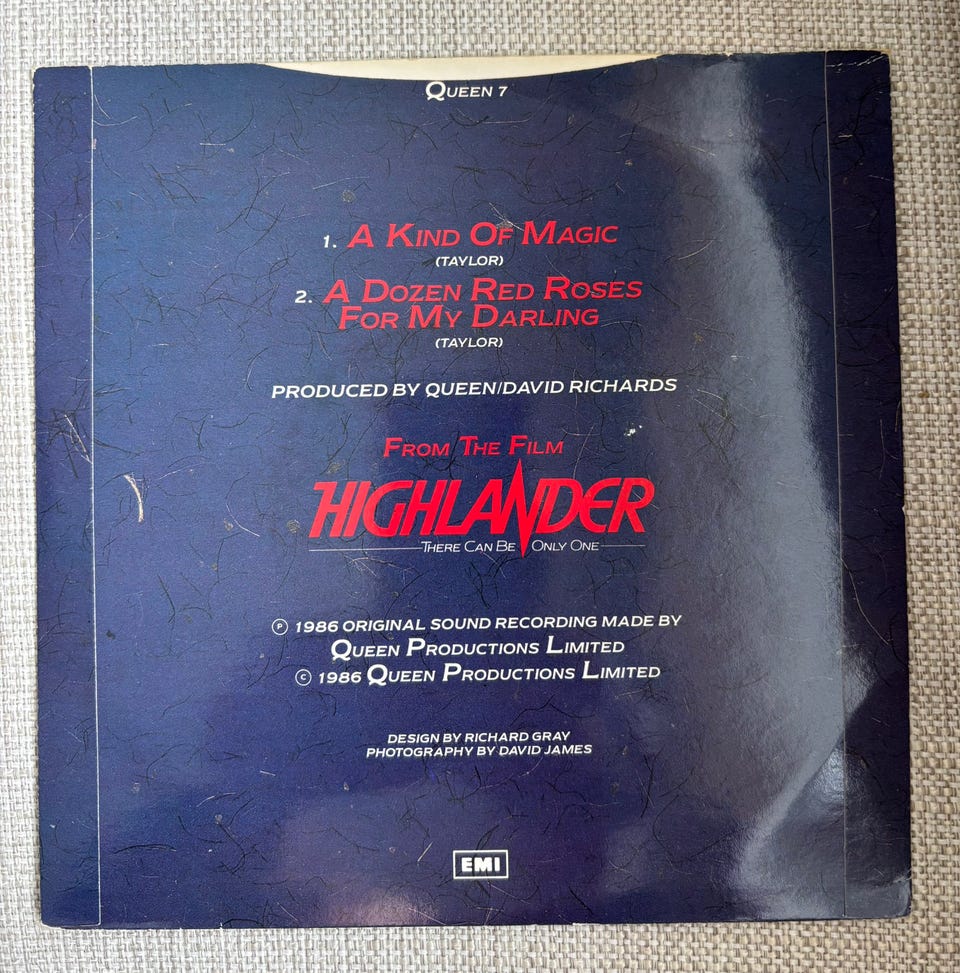 Queen 7
1. A Kind Of Magic
(TAYLOR)
2. A Dozen Red Roses
For My Darling
(TAYLOR)
PRODUCED BY QUEEN/DAVID RICHARDS
From The Film
HIGHLANDER
There Can Be Only One
℗ 1986 ORIGINAL SOUND RECORDING MADE BY
Queen Productions Limited
© 1986 Queen Productions Limited
DESIGN BY RICHARD GRAY
PHOTOGRAPHY BY DAVID JAMES
EMI